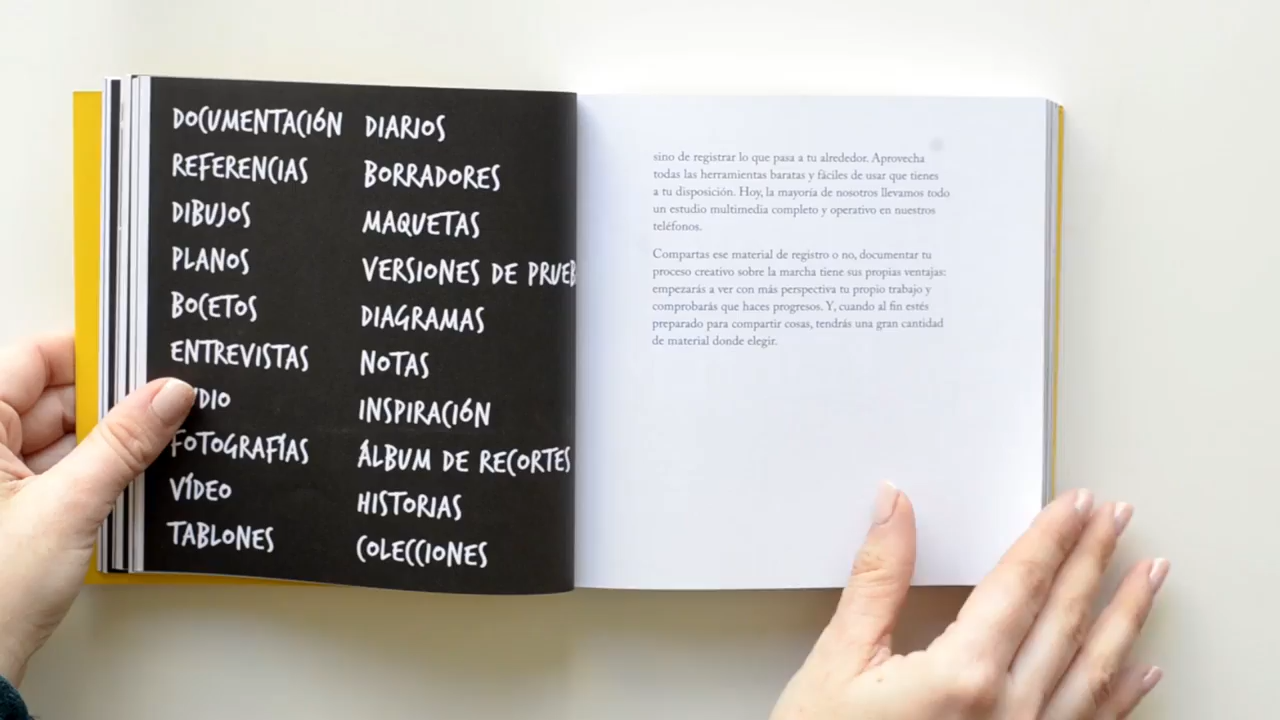 DOCUMENTACIÓN
REFERENCIAS
DIBUJOS
PLANOS
BOCETOS
ENTREVISTAS
FOTOGRAFÍAS
VÍDEO
TABLONES
DIARIOS
BORRADORES
MAQUETAS
VERSIONES DE
DIAGRAMAS
NOTAS
INSPIRACIÓN
ÁLBUM DE RECORTES
HISTORIAS
COLECCIONES
sino de registrar lo que pasa a tu alrededor. Aprovecha
todas las herramientas baratas y fáciles de usar que tienes
a tu disposición. Hoy, la mayoría de nosotros llevamos todo
un estudio multimedia completo y operativo en nuestros
teléfonos.
Compartas ese material de registro o no, documentar tu
proceso creativo sobre la marcha tiene sus propias ventajas:
empezarás a ver con más perspectiva tu propio trabajo y
comprobarás que haces progresos. Y, cuando al fin estés
preparado para compartir cosas, tendrás una gran cantidad
de material donde elegir.